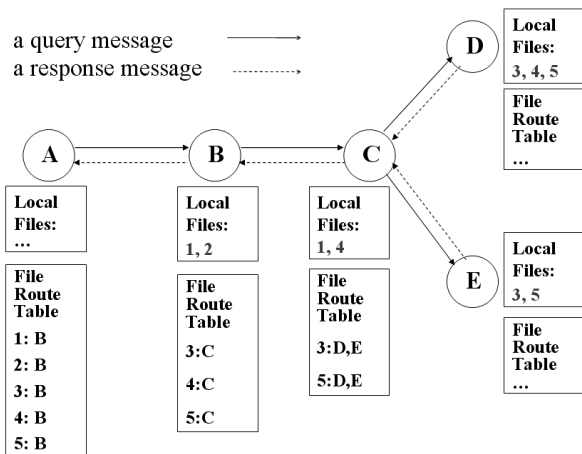 a query message
a response message
A
B
C
D
E
Local
Files:
...
File
Route
Table
1: B
2: B
3: B
4: B
5: B
Local
Files:
1, 2
File
Route
Table
3:C
4:C
5:C
Local
Files:
1, 4
File
Route
Table
3:D,E
5:D,E
Local
Files:
3, 4, 5
File
Route
Table
...
Local
Files:
3, 5
File
Route
Table
...